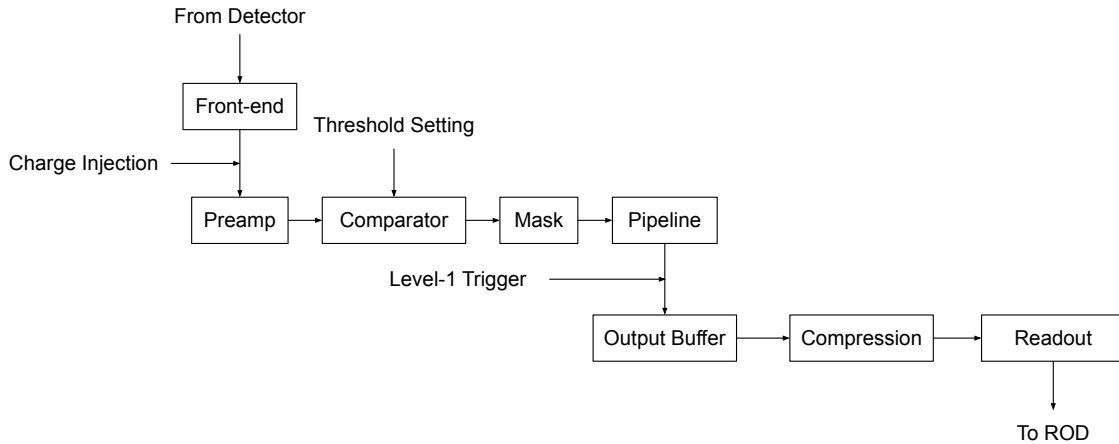 From Detector
Front-end
Threshold Setting
Charge Injection
Preamp
Comparator
Mask
Pipeline
Level-1 Trigger
Output Buffer
Compression
Readout
To ROD